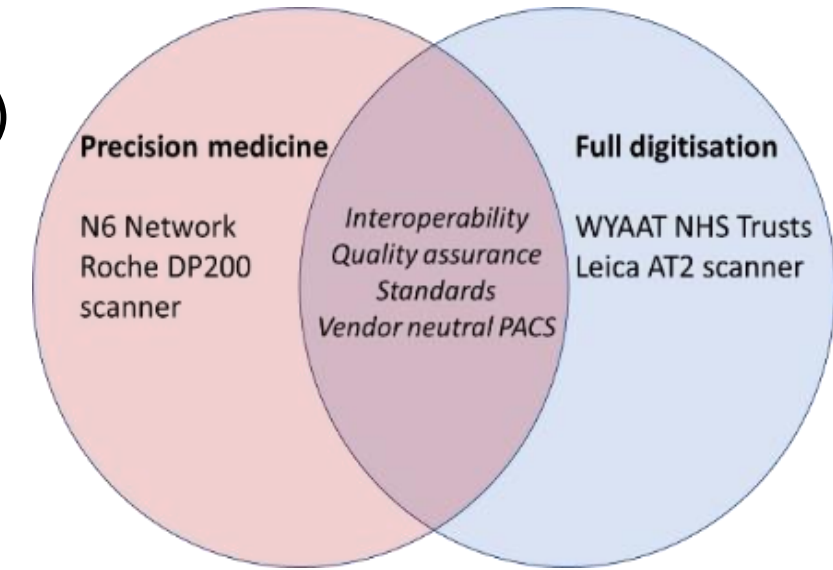 )
Precision medicine
N6 Network
Roche DP200
scanner
Interoperability
Quality assurance
Standards
Vendor neutral PACS
Full digitisation
WYAAT NHS Trusts
Leica AT2 scanner